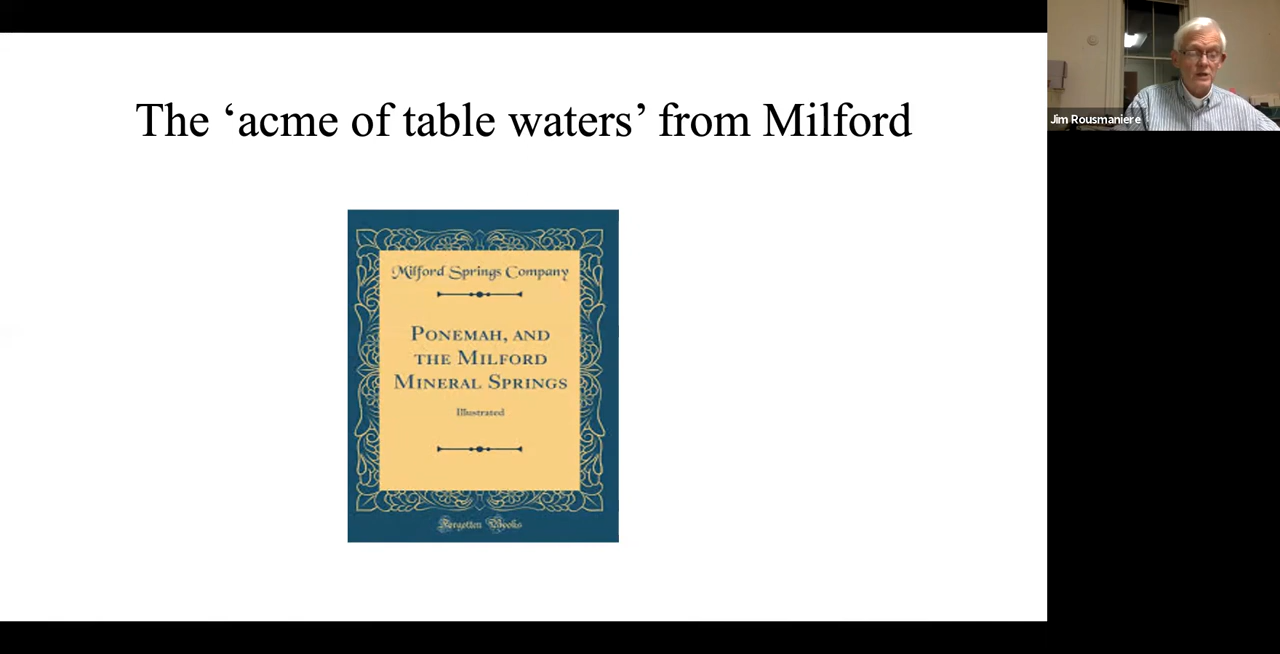 The ‘acme of table waters’ from Milford
Jim Rousmaniere
Milford Springs Company
Ponemah, and
the Milford
Mineral Springs
Illustrated
Forgotten Books